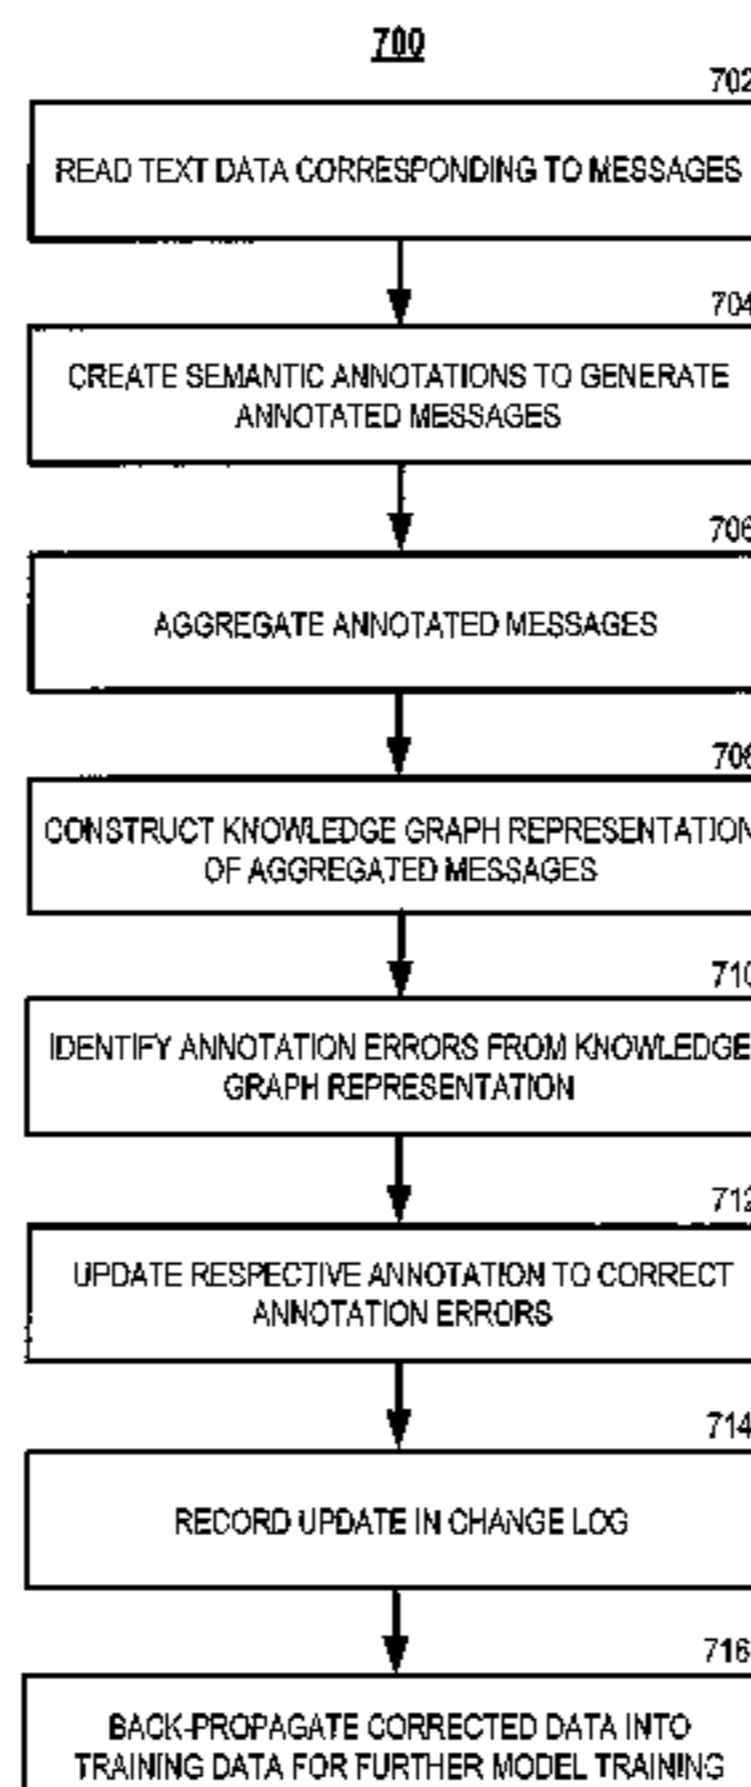 700
702
READ TEXT DATA CORRESPONDING TO MESSAGES
704
CREATE SEMANTIC ANNOTATIONS TO GENERATE
ANNOTATED MESSAGES
706
AGGREGATE ANNOTATED MESSAGES
708
CONSTRUCT KNOWLEDGE GRAPH REPRESENTATION
OF AGGREGATED MESSAGES
710
IDENTIFY ANNOTATION ERRORS FROM KNOWLEDGE
GRAPH REPRESENTATION
712
UPDATE RESPECTIVE ANNOTATION TO CORRECT
ANNOTATION ERRORS
714
RECORD UPDATE IN CHANGE LOG
716
BACK-PROPAGATE CORRECTED DATA INTO
TRAINING DATA FOR FURTHER MODEL TRAINING